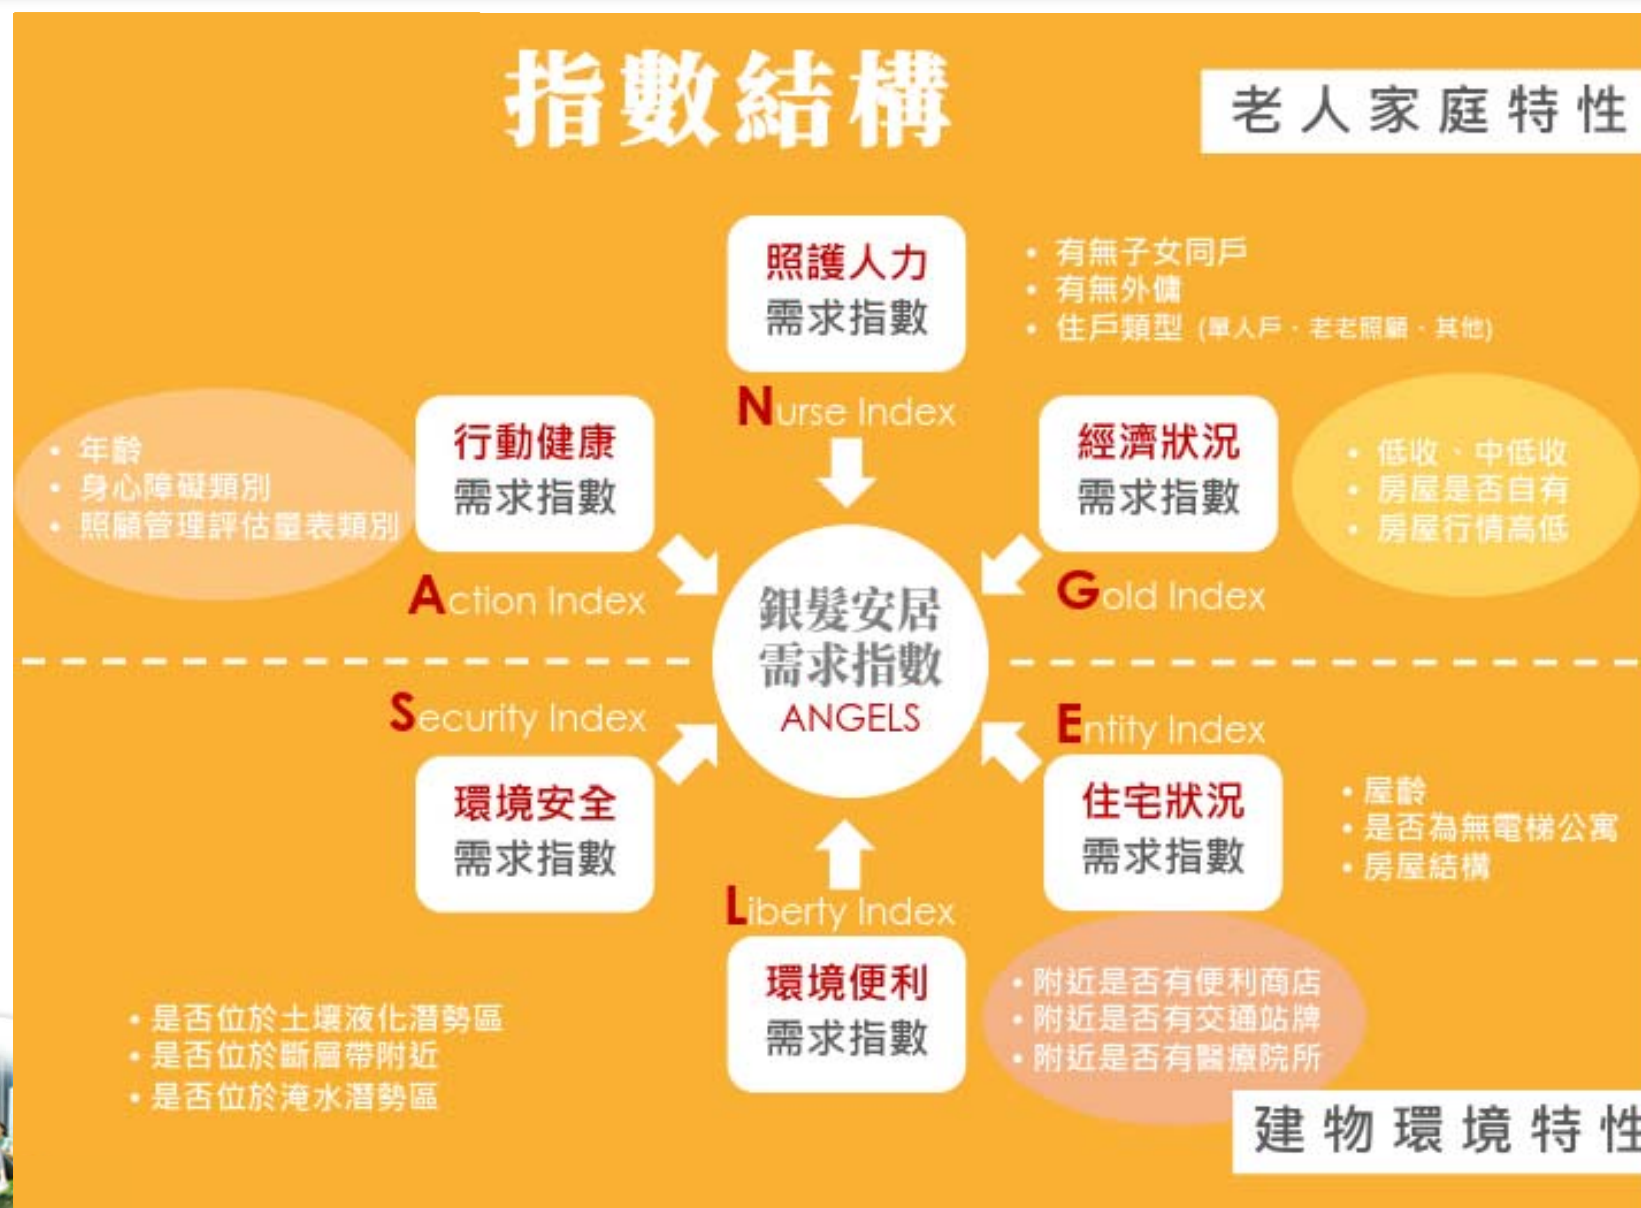 指數結構
老人家庭特性
照護人力
需求指數
Nurse Index
• 有無子女同戶
• 有無外傭
• 住戶類型 (單人戶、老老照顧、其他)
• 年齡
• 身心障礙類別
• 照顧管理評估量表類別
行動健康
需求指數
Action Index
經濟狀況
需求指數
Gold Index
• 低收、中低收
• 房屋是否自有
• 房屋行情高低
銀髮安居
需求指數
ANGELS
Security Index
環境安全
需求指數
• 是否位於土壤液化潛勢區
• 是否位於斷層帶附近
• 是否位於淹水潛勢區
Entity Index
住宅狀況
需求指數
• 屋齡
• 是否為無電梯公寓
• 房屋結構
Liberty Index
環境便利
需求指數
• 附近是否有便利商店
• 附近是否有交通站牌
• 附近是否有醫療院所
建物環境特性